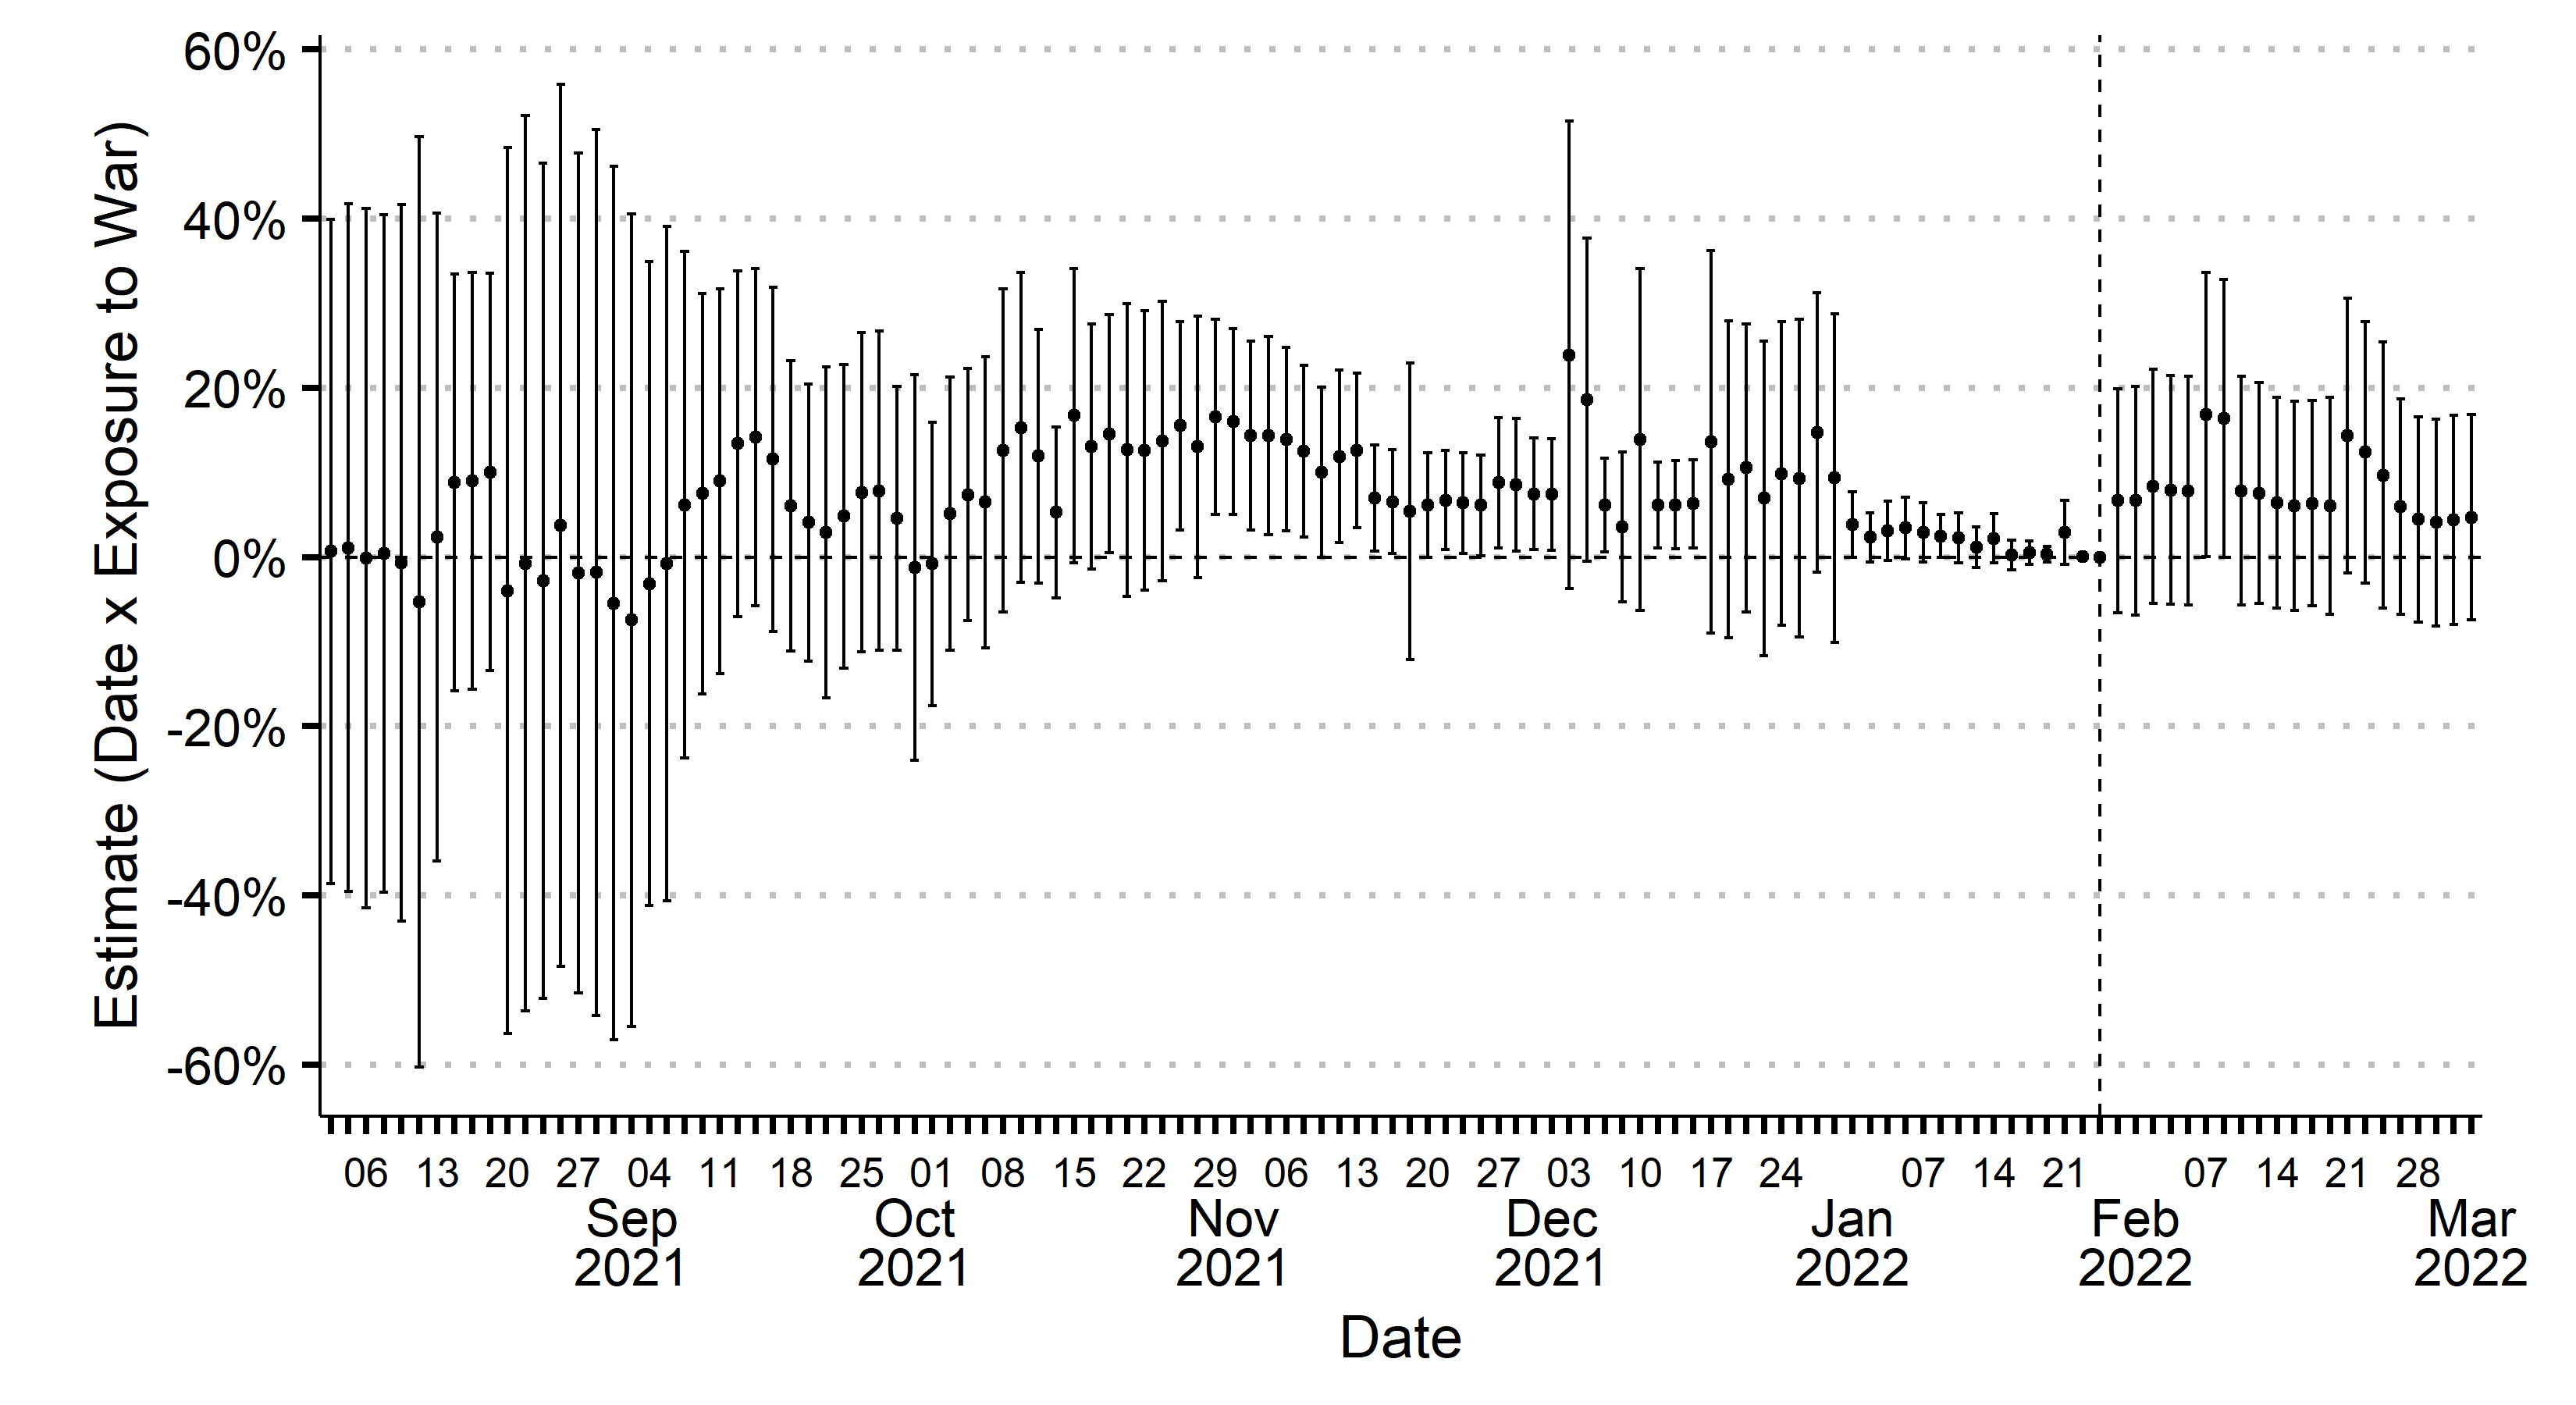 Estimate (Date x Exposure to War)
60%
40%
20%
0%
-20%
-40%
-60%
06 13 20 27 04 11 18 25 01 08 15 22 29 06 13 20 27 03 10 17 24 07 14 21 07 14 21 28
Sep Oct Nov Dec Jan Feb Mar
2021 2021 2021 2021 2022 2022 2022
Date